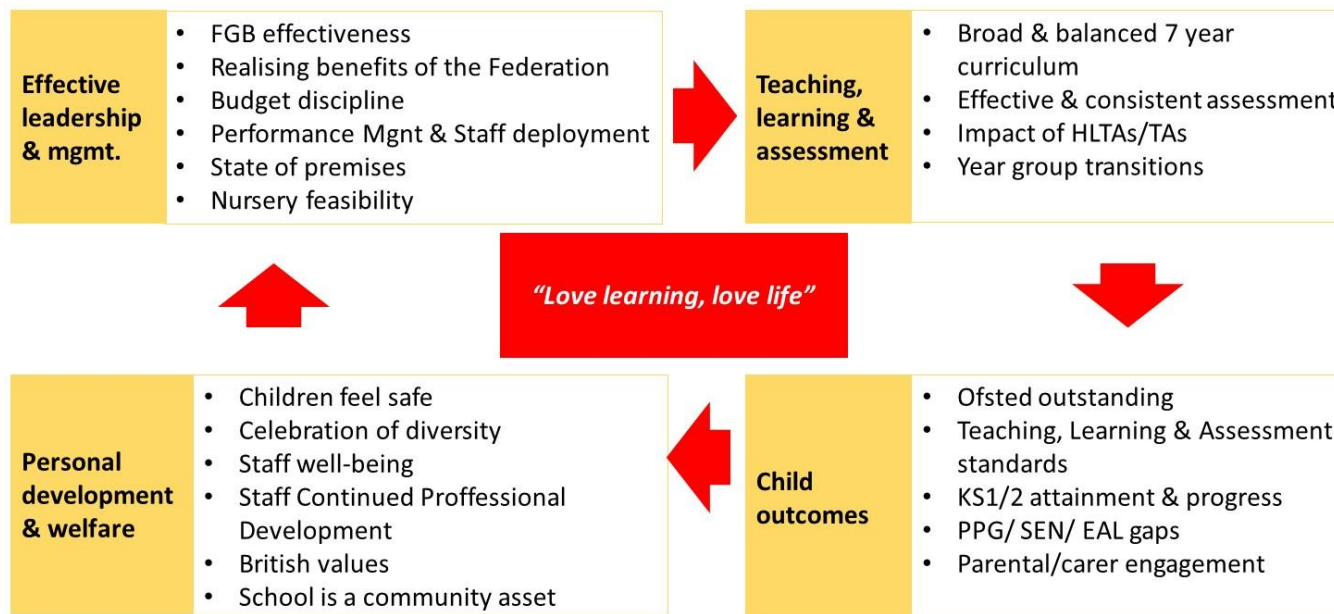 Effective
leadership
& mgmt.
• FGB effectiveness
• Realising benefits of the Federation
• Budget discipline
• Performance Mgnt & Staff deployment
• State of premises
• Nursery feasibility
Teaching,
learning &
assessment
• Broad & balanced 7 year
curriculum
• Effective & consistent assessment
• Impact of HLTAs/TAs
• Year group transitions
“Love learning, love life”
Personal
development
& welfare
• Children feel safe
• Celebration of diversity
• Staff well-being
• Staff Continued Proffessional
Development
• British values
• School is a community asset
Child
outcomes
• Ofsted outstanding
• Teaching, Learning & Assessment
standards
• KS1/2 attainment & progress
• PPG/ SEN/ EAL gaps
• Parental/carer engagement